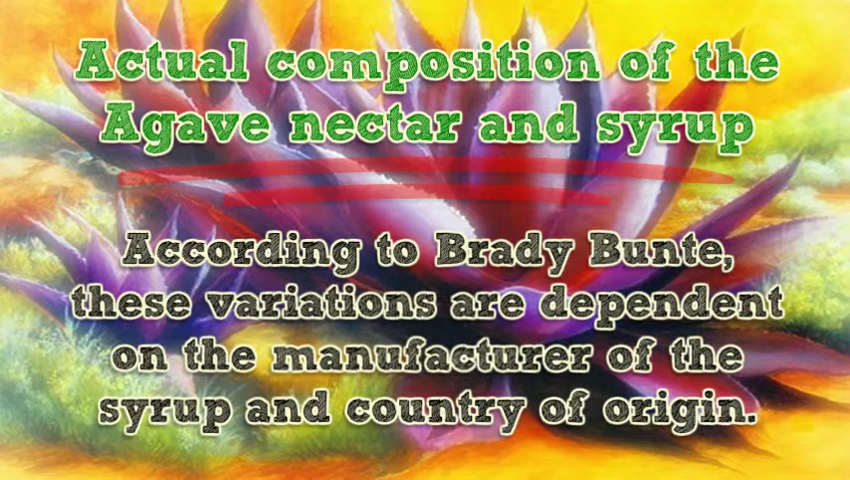 Actual composition of the
Agave nectar and syrup
According to Brady Bunte,
these variations are dependent
on the manufacturer of the
syrup and country of origin.